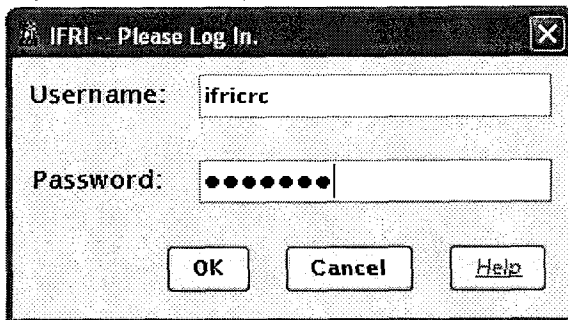 IFRI -- Please Log In.
Username: ifricrc
Password: ●●●●●●●
OK Cancel Help